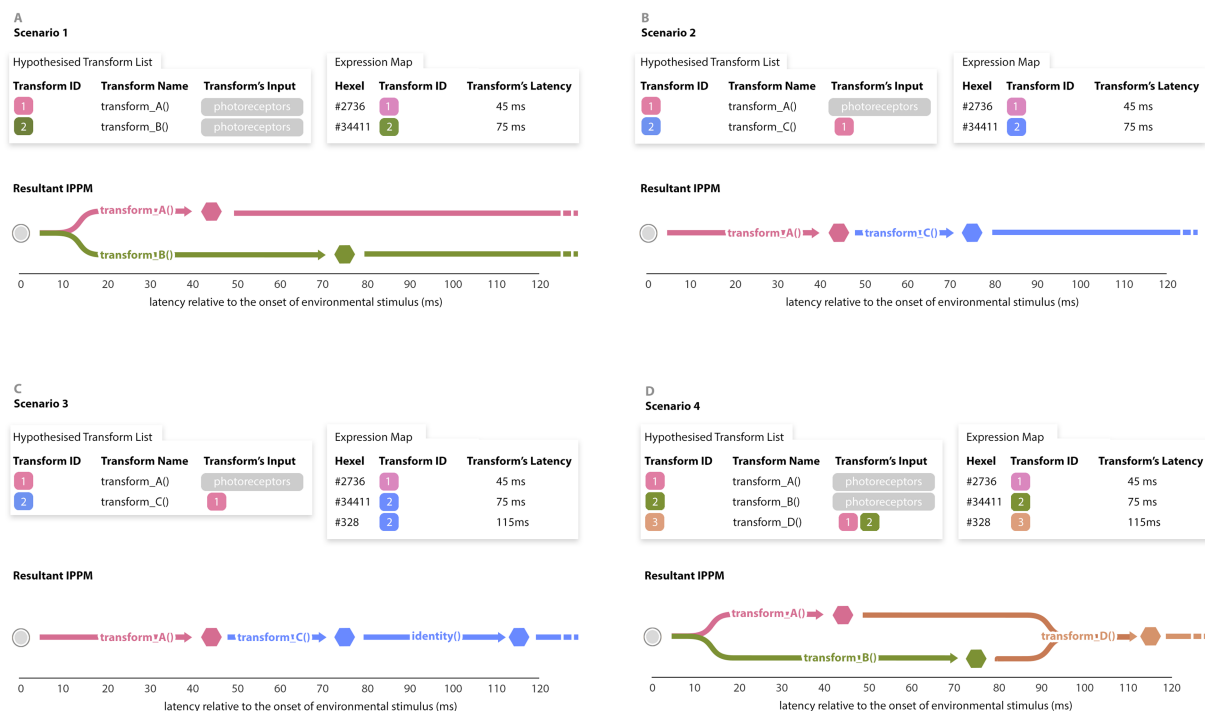 A
Scenario 1
Hypothesised Transform List
Transform ID Transform Name Transform's Input
1 transform_A() photoreceptors
2 transform_B() photoreceptors
Expression Map
Hexel Transform ID Transform's Latency
#2736 1 45 ms
#34411 2 75 ms
Resultant IPPM
transform_A()
transform_B()
0 10 20 30 40 50 60 70 80 90 100 110 120
latency relative to the onset of environmental stimulus (ms)
B
Scenario 2
Hypothesised Transform List
Transform ID Transform Name Transform's Input
1 transform_A() photoreceptors
2 transform_C() 1
Expression Map
Hexel Transform ID Transform's Latency
#2736 1 45 ms
#34411 2 75 ms
Resultant IPPM
transform_A() transform_C()
0 10 20 30 40 50 60 70 80 90 100 110 120
latency relative to the onset of environmental stimulus (ms)
C
Scenario 3
Hypothesised Transform List
Transform ID Transform Name Transform's Input
1 transform_A() photoreceptors
2 transform_C() 1
Expression Map
Hexel Transform ID Transform's Latency
#2736 1 45 ms
#34411 2 75 ms
#328 2 115ms
Resultant IPPM
transform_A() transform_C() identity()
0 10 20 30 40 50 60 70 80 90 100 110 120
latency relative to the onset of environmental stimulus (ms)
D
Scenario 4
Hypothesised Transform List
Transform ID Transform Name Transform's Input
1 transform_A() photoreceptors
2 transform_B() photoreceptors
3 transform_D() 1 2
Expression Map
Hexel Transform ID Transform's Latency
#2736 1 45 ms
#34411 2 75 ms
#328 3 115ms
Resultant IPPM
transform_A()
transform_D()
transform_B()
0 10 20 30 40 50 60 70 80 90 100 110 120
latency relative to the onset of environmental stimulus (ms)